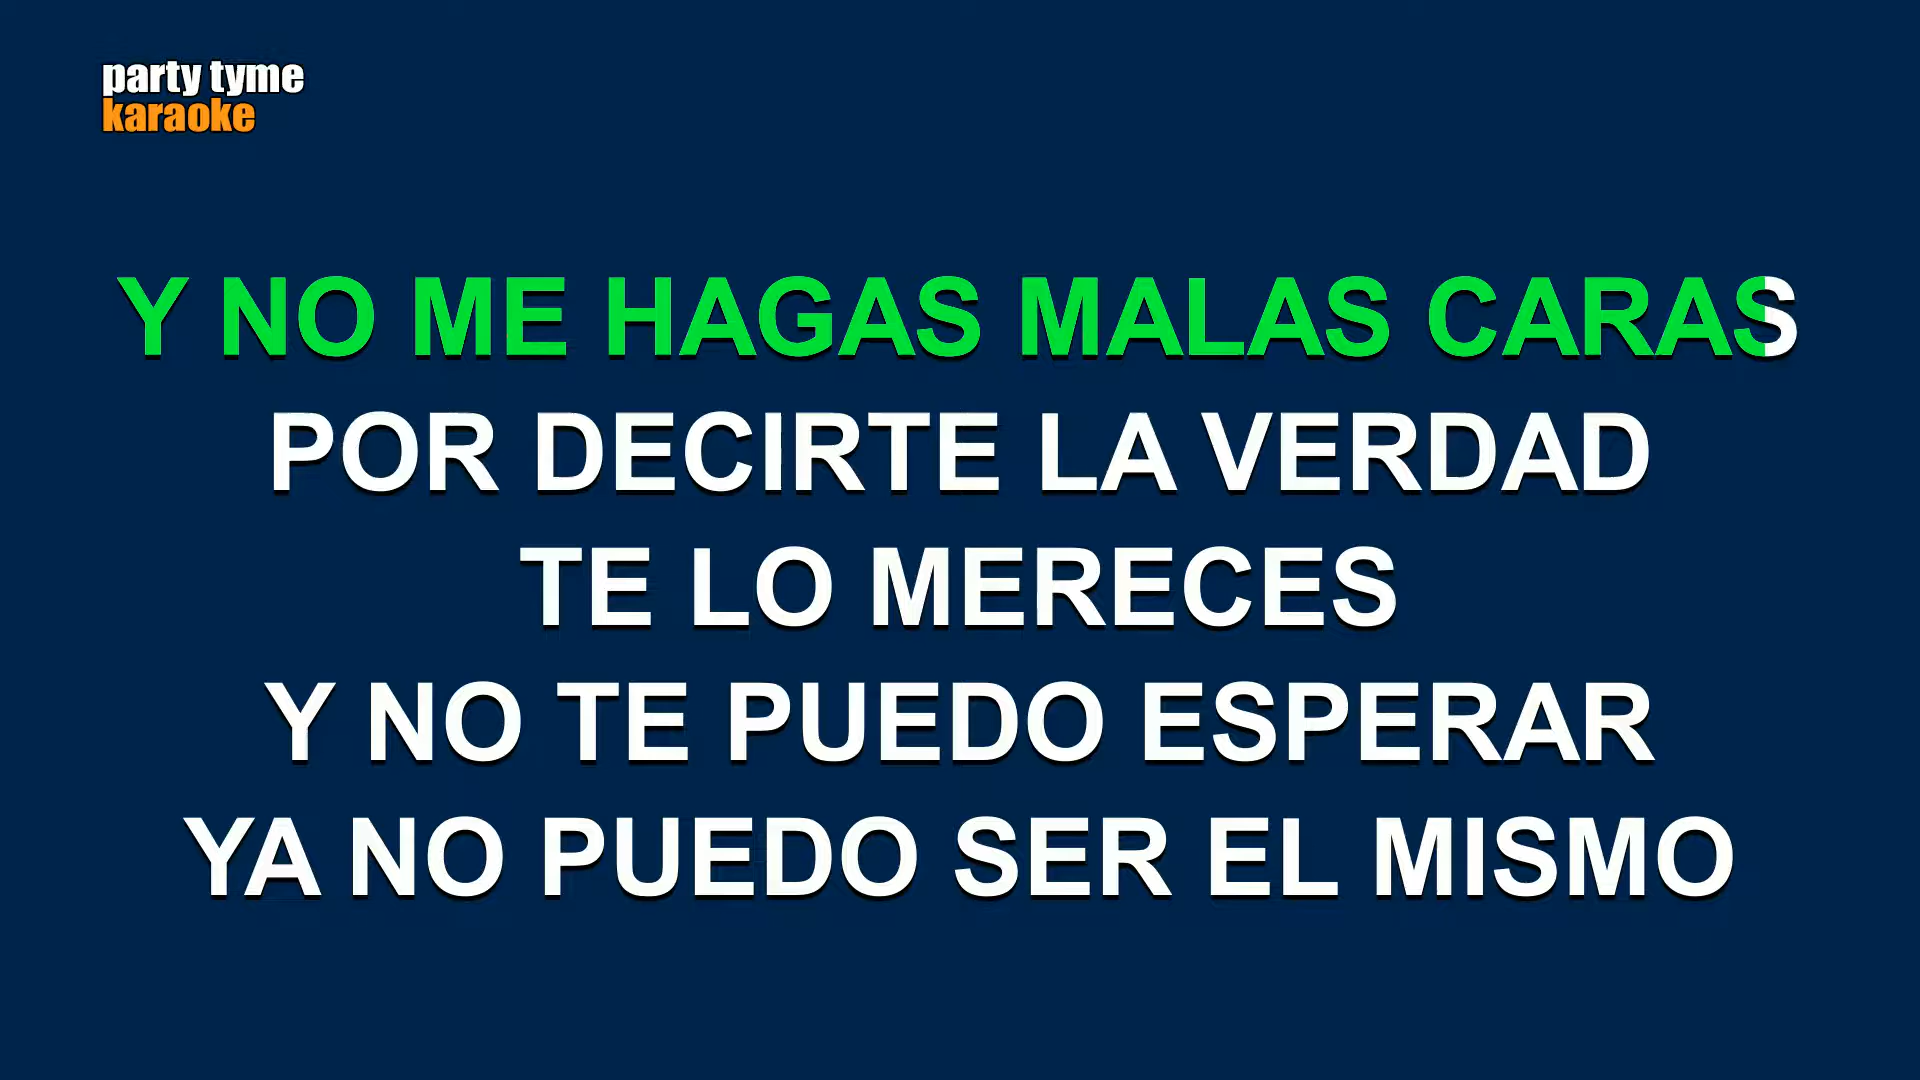 party tyme
karaoke
Y NO ME HAGAS MALAS CARAS
POR DECIRTE LA VERDAD
TE LO MERECES
Y NO TE PUEDO ESPERAR
YA NO PUEDO SER EL MISMO